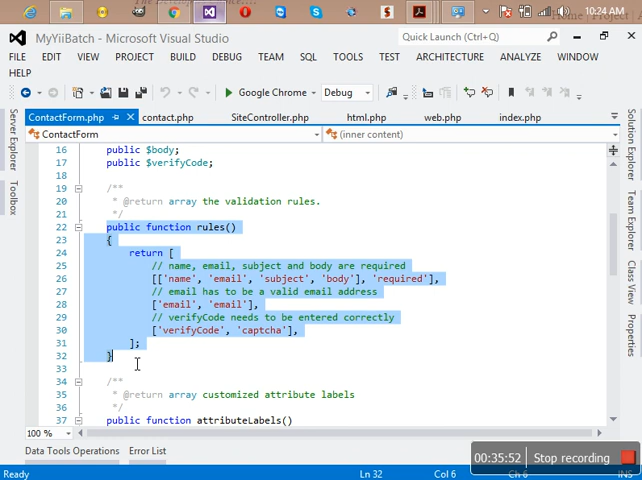 Home | Project | A
10:24 AM
MyYiiBatch - Microsoft Visual Studio
Quick Launch (Ctrl+Q)
FILE EDIT VIEW PROJECT BUILD DEBUG TEAM SQL TOOLS TEST ARCHITECTURE ANALYZE WINDOW
HELP
Google Chrome Debug
ContactForm.php contact.php SiteController.php html.php web.php index.php
ContactForm (inner content)
Server Explorer
Toolbox
Solution Explorer
Team Explorer
Class View
Properties
16 public $body;
17 public $verifyCode;
18
19 /**
20 * @return array the validation rules.
21 */
22 public function rules()
23 {
24 return [
25 // name, email, subject and body are required
26 [['name', 'email', 'subject', 'body'], 'required'],
27 // email has to be a valid email address
28 ['email', 'email'],
29 // verifyCode needs to be entered correctly
30 ['verifyCode', 'captcha'],
31 ];
32 }
33
34 /**
35 * @return array customized attribute labels
36 */
37 public function attributeLabels()
100 %
Data Tools Operations Error List
00:35:52 Stop recording
Ready Ln 32 Col 6 Ch 6 INS